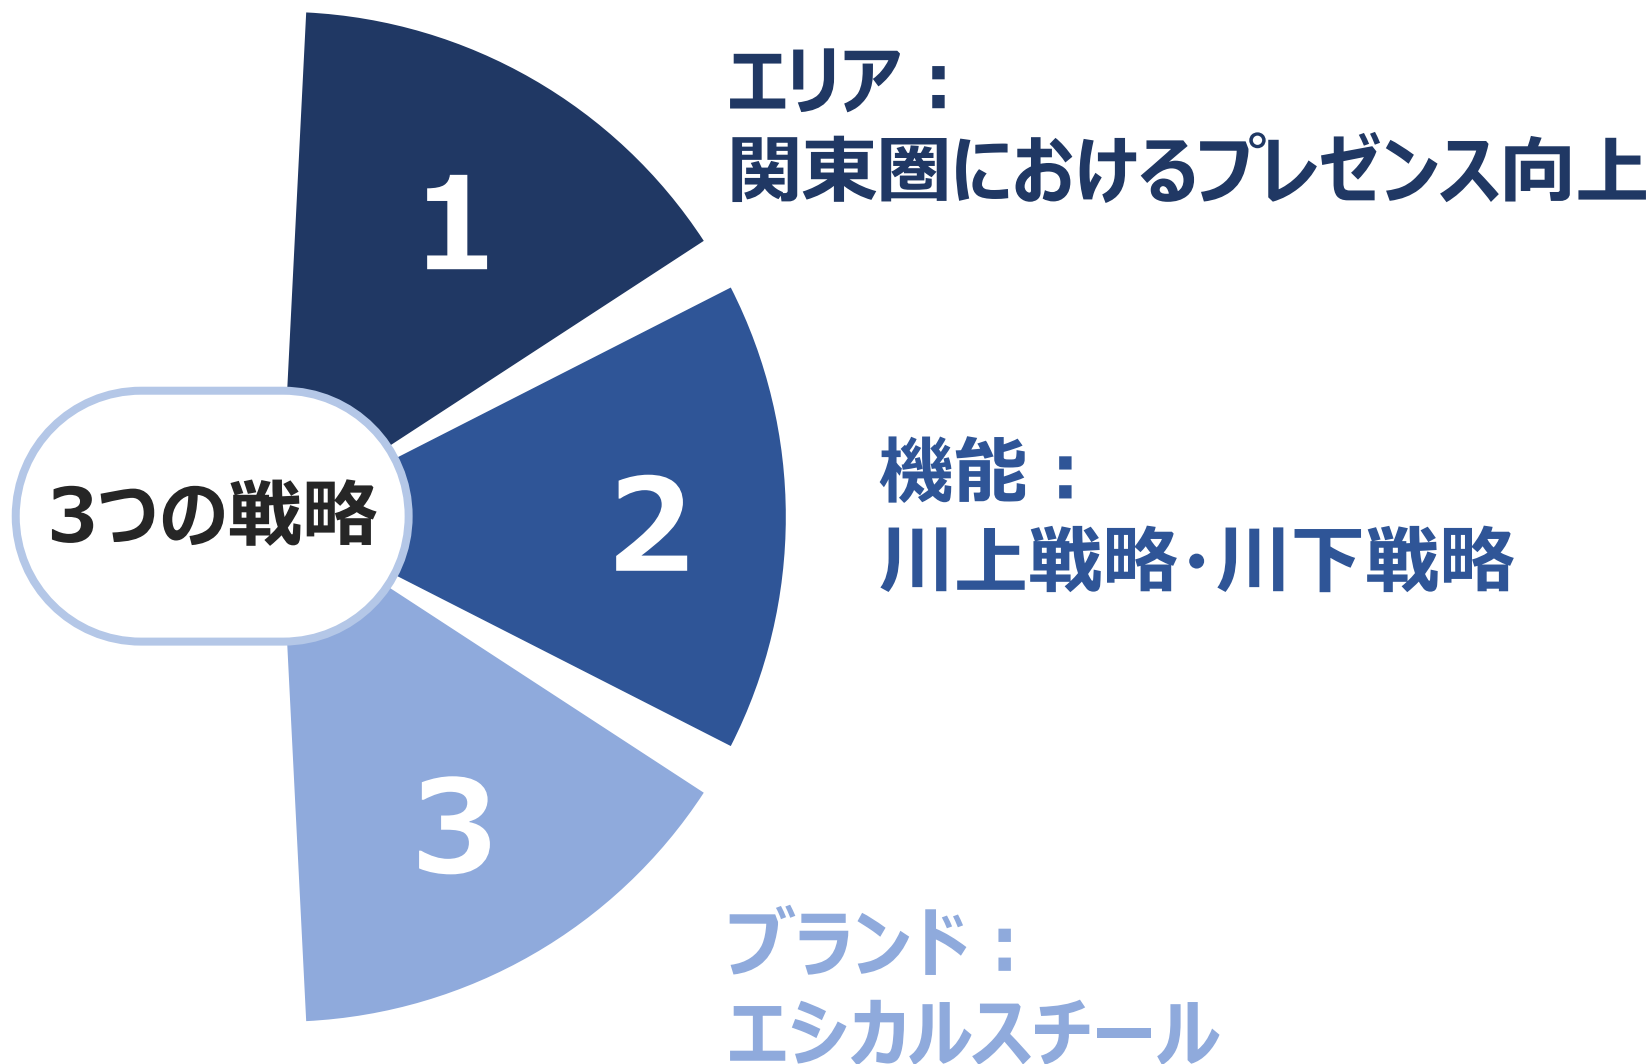 3つの戦略
1
エリア：
関東圏におけるプレゼンス向上
2
機能：
川上戦略・川下戦略
3
ブランド：
エシカルスチール